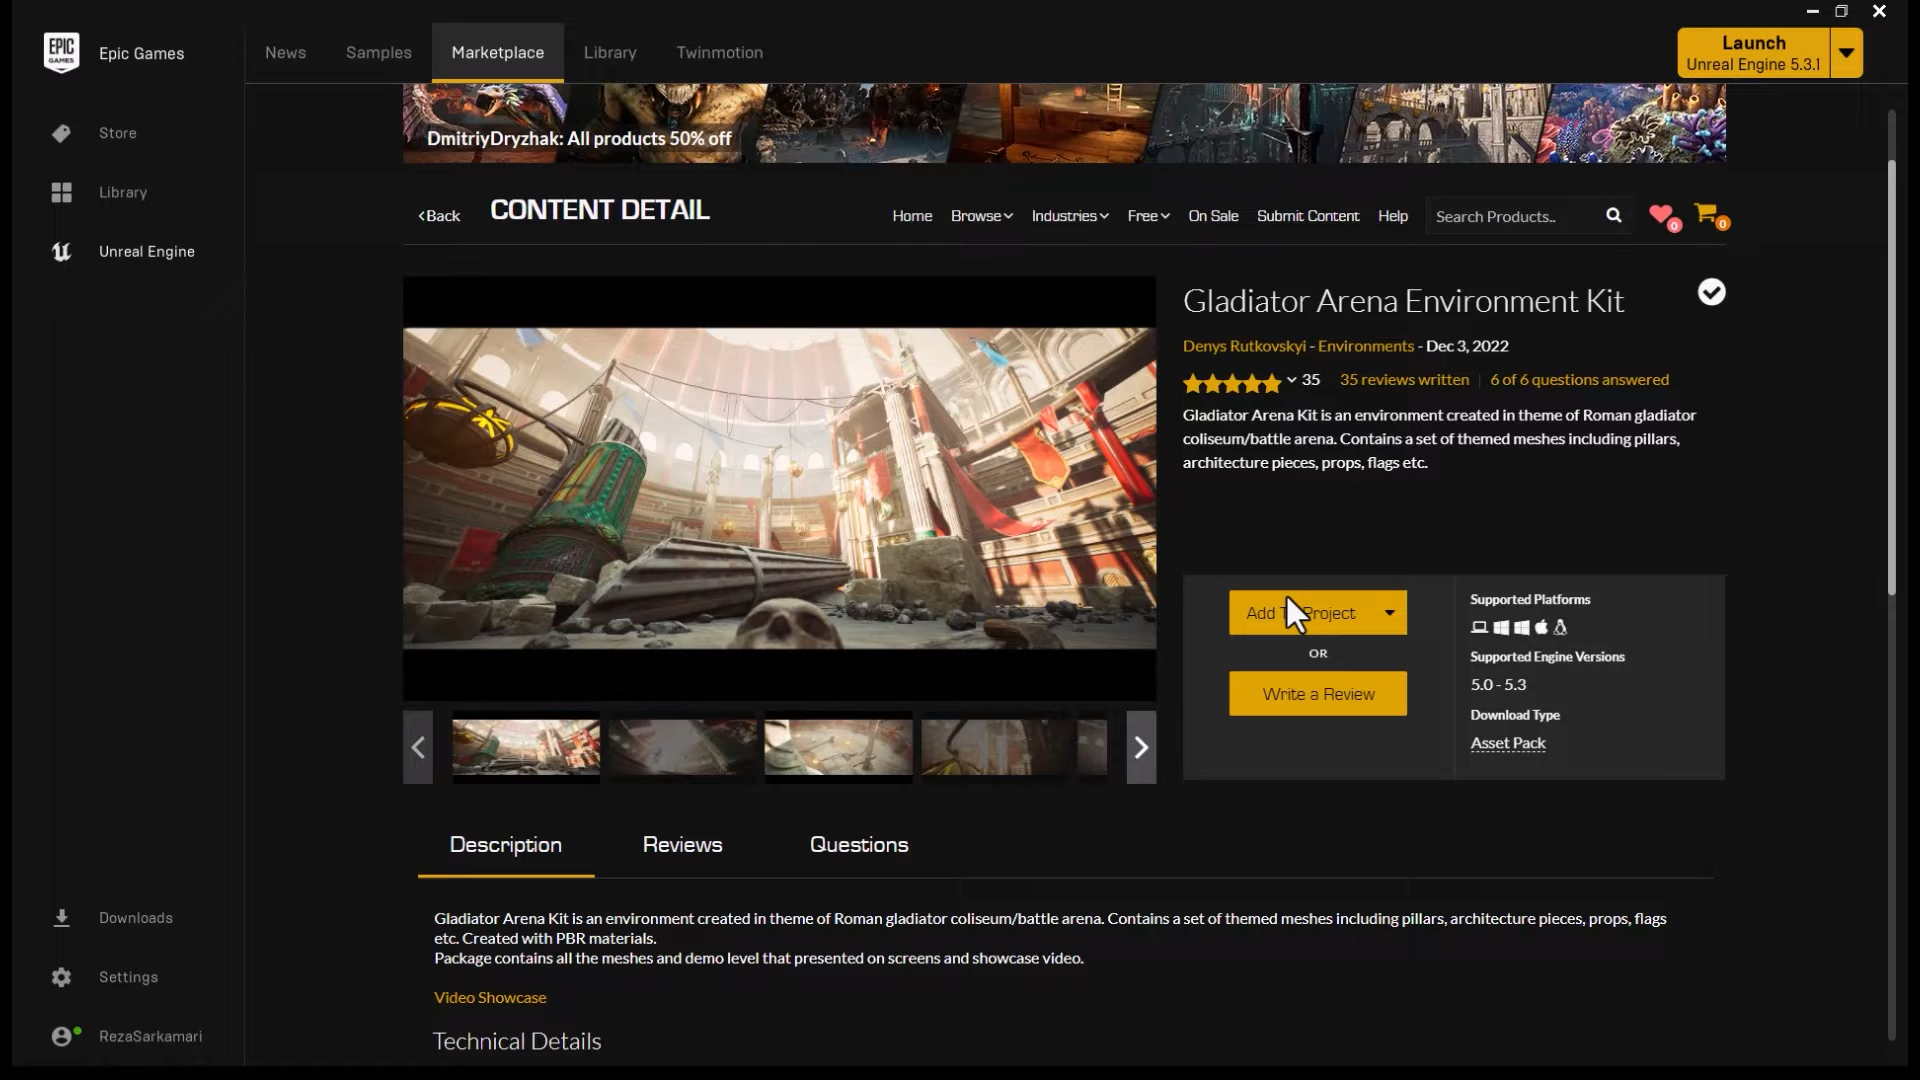 EPIC
GAMES
Epic Games
News
Samples
Marketplace
Library
Twinmotion
Launch
Unreal Engine 5.3.1
Store
Library
Unreal Engine
DmitriyDryzhak: All products 50% off
<Back
CONTENT DETAIL
Home
Browse
Industries
Free
On Sale
Submit Content
Help
Search Products..
0
0
Gladiator Arena Environment Kit
Denys Rutkovskyi - Environments - Dec 3, 2022
35
35 reviews written
6 of 6 questions answered
Gladiator Arena Kit is an environment created in theme of Roman gladiator
coliseum/battle arena. Contains a set of themed meshes including pillars,
architecture pieces, props, flags etc.
Add To Project
OR
Write a Review
Supported Platforms
Supported Engine Versions
5.0 - 5.3
Download Type
Asset Pack
Description
Reviews
Questions
Gladiator Arena Kit is an environment created in theme of Roman gladiator coliseum/battle arena. Contains a set of themed meshes including pillars, architecture pieces, props, flags
etc. Created with PBR materials.
Package contains all the meshes and demo level that presented on screens and showcase video.
Video Showcase
Technical Details
Downloads
Settings
RezaSarkamari